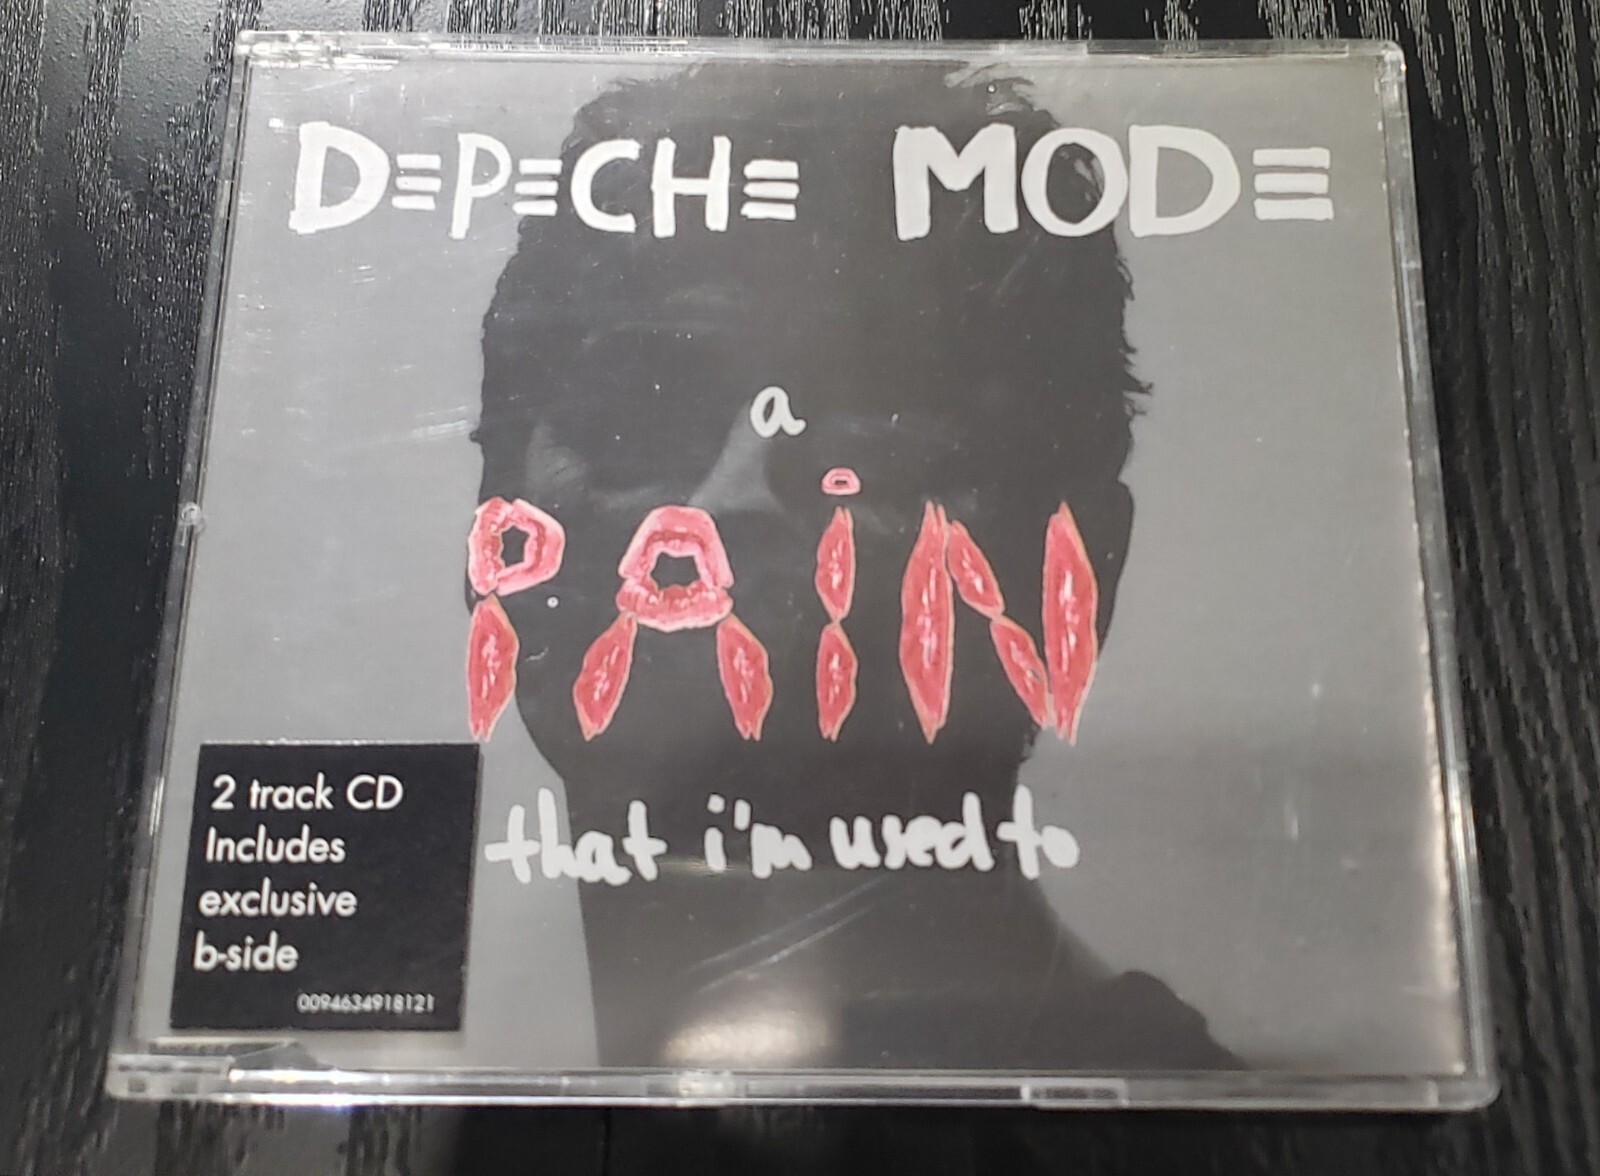 DEPECHE MODE
a
PAiN
that i'm used to
2 track CD
Includes
exclusive
b-side
0094634918121